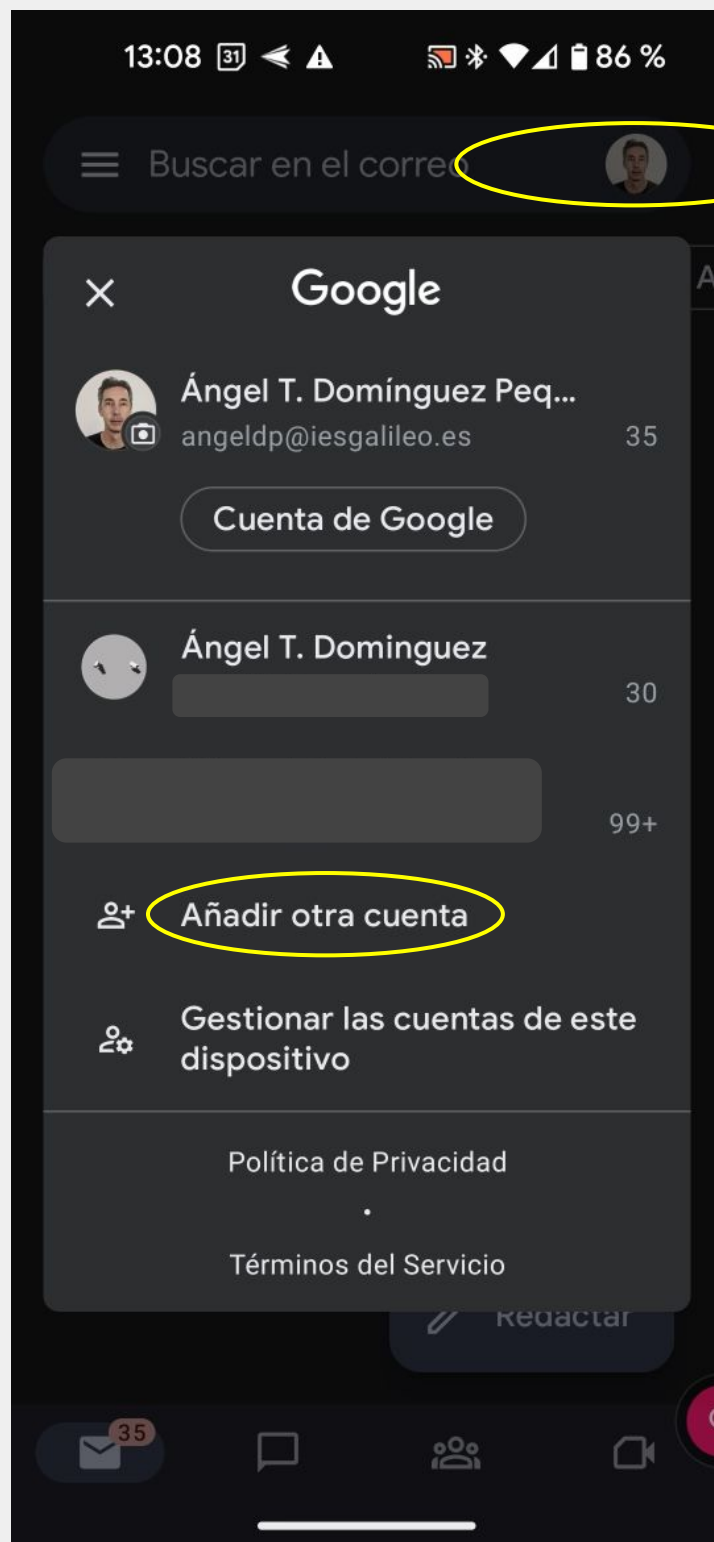 13:08 31 86 %
Buscar en el correo
A
Google
Ángel T. Domínguez Peq...
angeldp@iesgalileo.es 35
Cuenta de Google
Ángel T. Dominguez
30
99+
Añadir otra cuenta
Gestionar las cuentas de este
dispositivo
Política de Privacidad
·
Términos del Servicio
Redactar
35